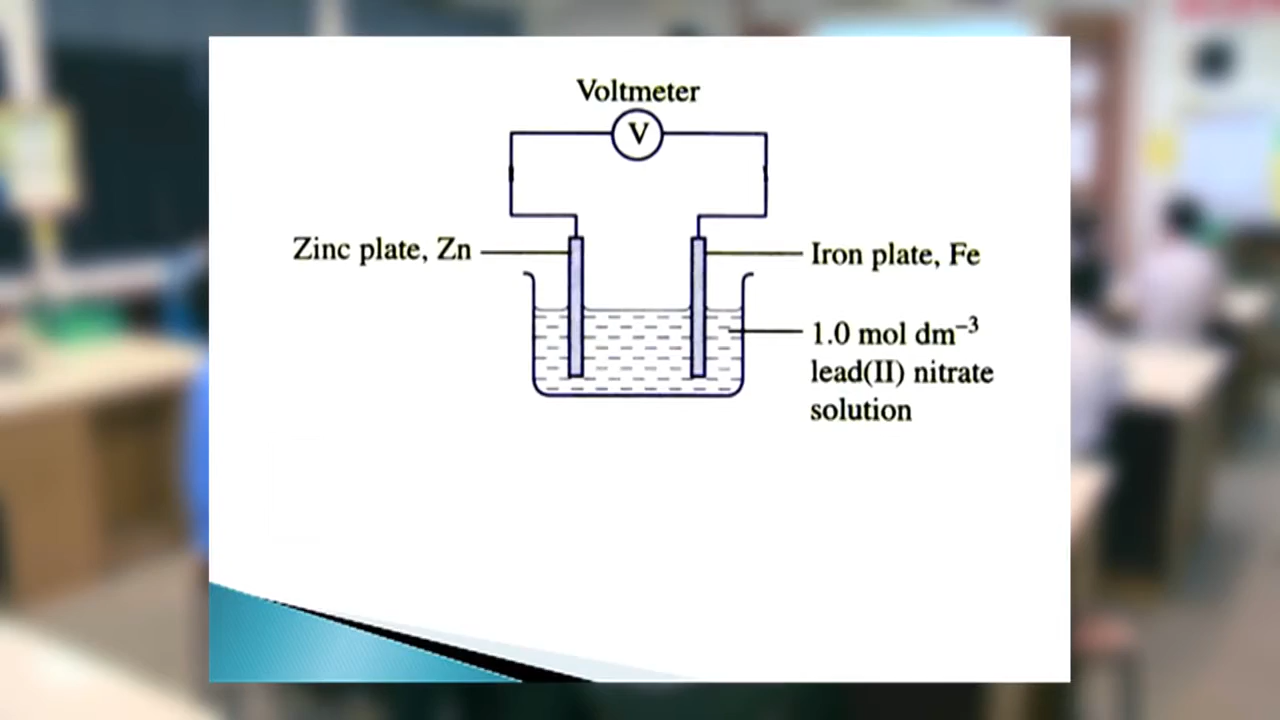 Voltmeter
V
Zinc plate, Zn
Iron plate, Fe
1.0 mol dm⁻³
lead(II) nitrate
solution